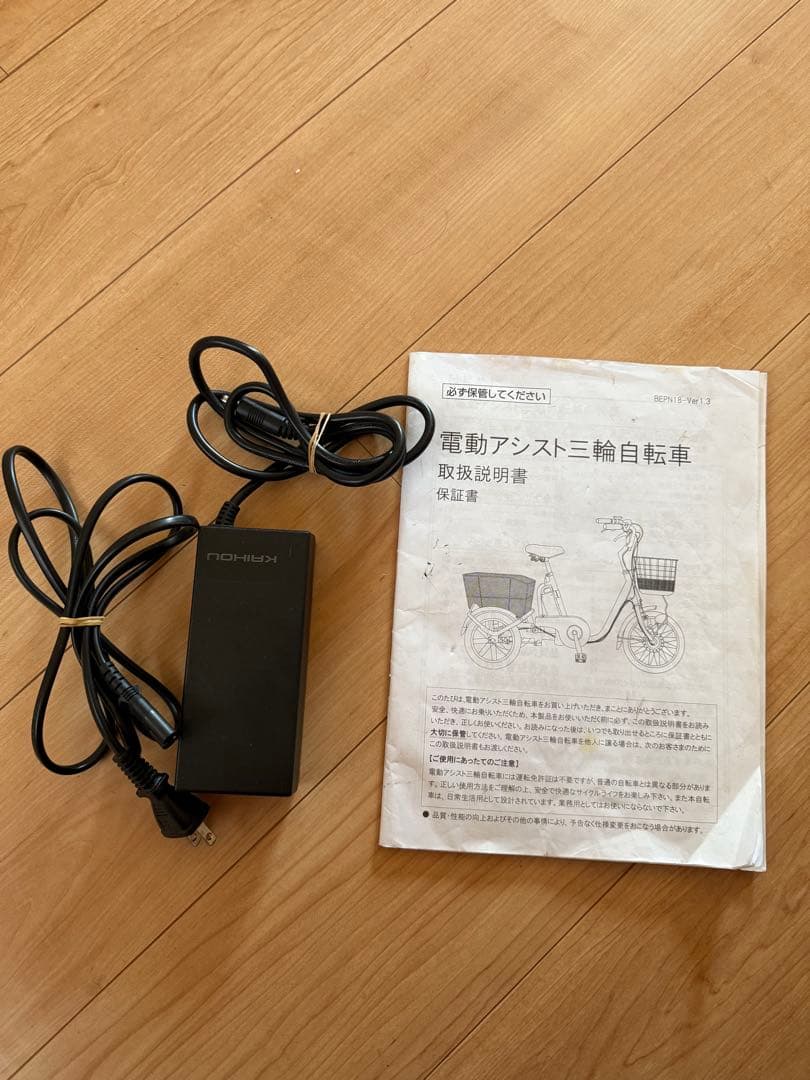 KAIHOU
必ず保管してください
BEPN18-Ver1.3
電動アシスト三輪自転車
取扱説明書
保証書
このたびは、電動アシスト三輪自転車をお買い上げいただき、まことにありがとうございます。
安全、快適にお乗りいただくため、本製品をお使いいただく前に必ず、この取扱説明書をお読み
いただき、正しくお使いください。お読みになった後は、いつでも取り出せるところに保証書とともに
大切に保管してください。電動アシスト三輪自転車を他人に譲る場合は、次のお客さまのために
この取扱説明書もお渡しください。
【ご使用にあたってのご注意】
電動アシスト三輪自転車には運転免許証は不要ですが、普通の自転車とは異なる部分がありま
す。正しい使用方法をご理解の上、安全で快適なサイクルライフをお楽しみ下さい。また本自転
車は、日常生活用として設計されています。業務用としてはお使いにならないで下さい。
● 品質・性能の向上およびその他の事情により、予告なく仕様変更をおこなう場合があります。